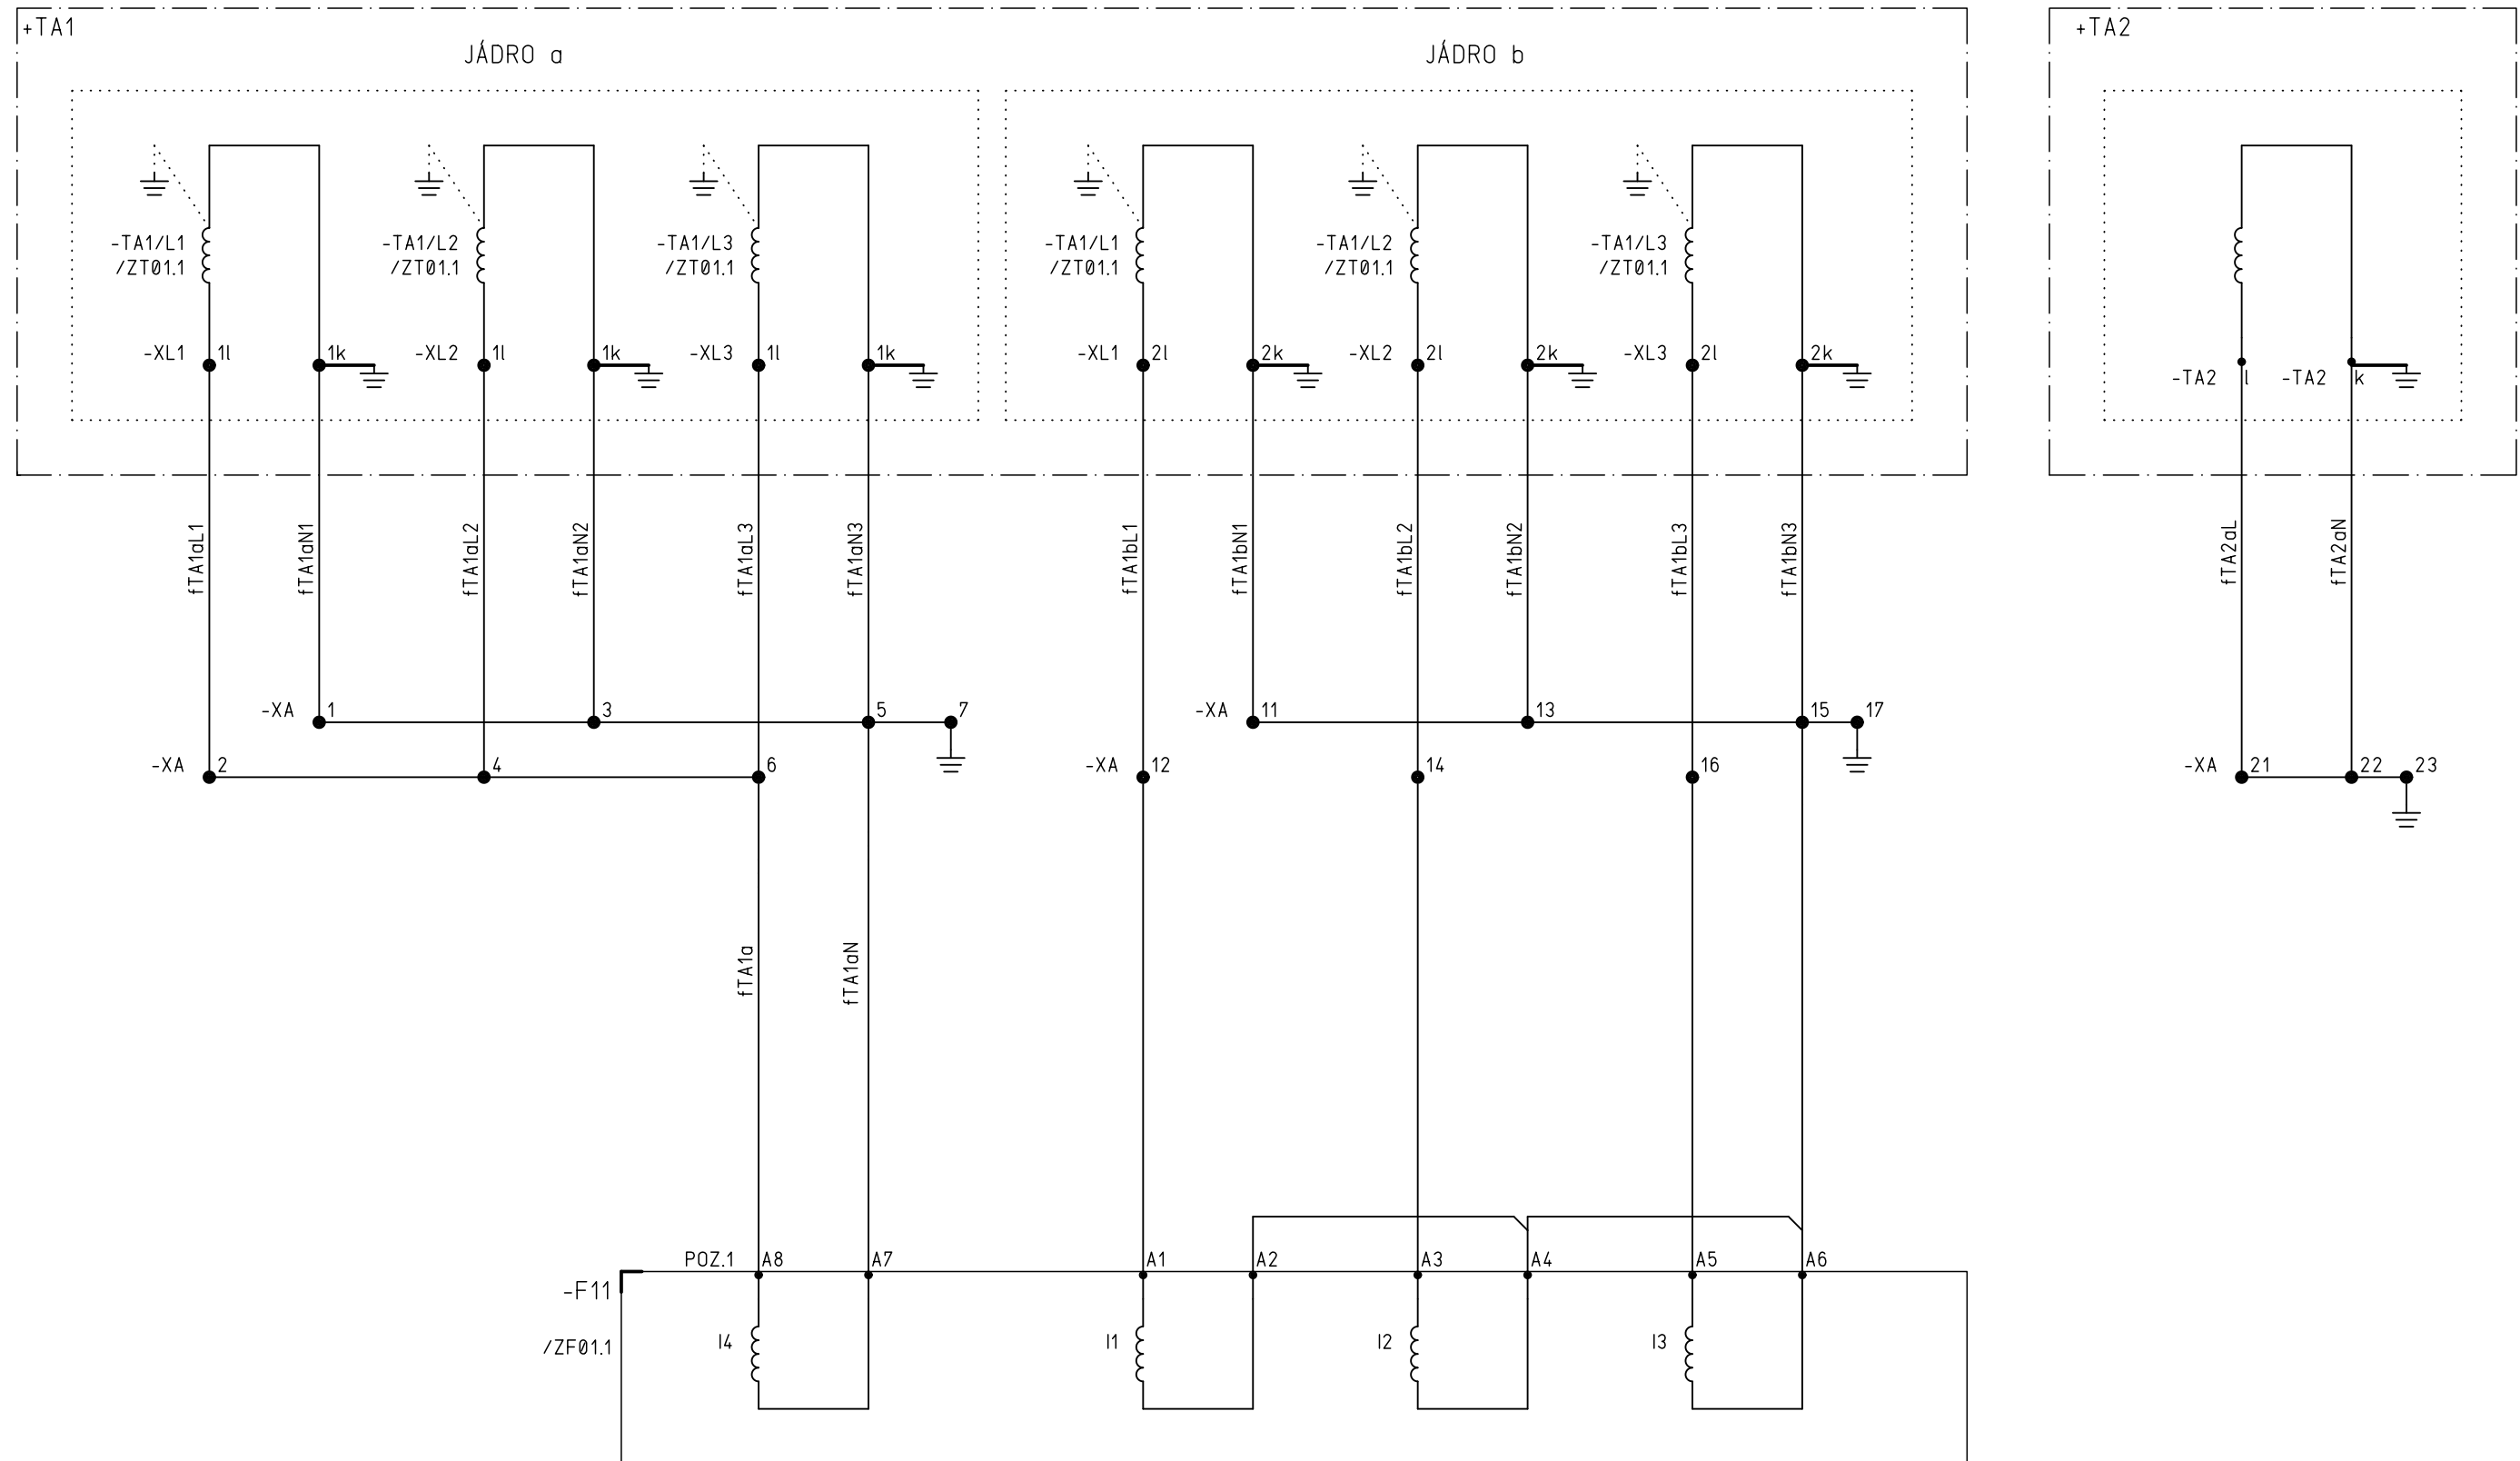 +TA1
+TA2
JÁDRO a
JÁDRO b
-TA1/L1
/ZT01.1
-TA1/L2
/ZT01.1
-TA1/L3
/ZT01.1
-TA1/L1
/ZT01.1
-TA1/L2
/ZT01.1
-TA1/L3
/ZT01.1
-XL1 1l 1k
-XL2 1l 1k
-XL3 1l 1k
-XL1 2l 2k
-XL2 2l 2k
-XL3 2l 2k
-TA2 l
-TA2 k
fTA1aL1
fTA1aN1
fTA1aL2
fTA1aN2
fTA1aL3
fTA1aN3
fTA1bL1
fTA1bN1
fTA1bL2
fTA1bN2
fTA1bL3
fTA1bN3
fTA2aL
fTA2aN
-XA 1 3 5 7
-XA 11 13 15 17
-XA 2 4 6
-XA 12 14 16
-XA 21 22 23
fTA1a
fTA1aN
POZ.1 A8 A7 A1 A2 A3 A4 A5 A6
-F11
/ZF01.1
I4 I1 I2 I3